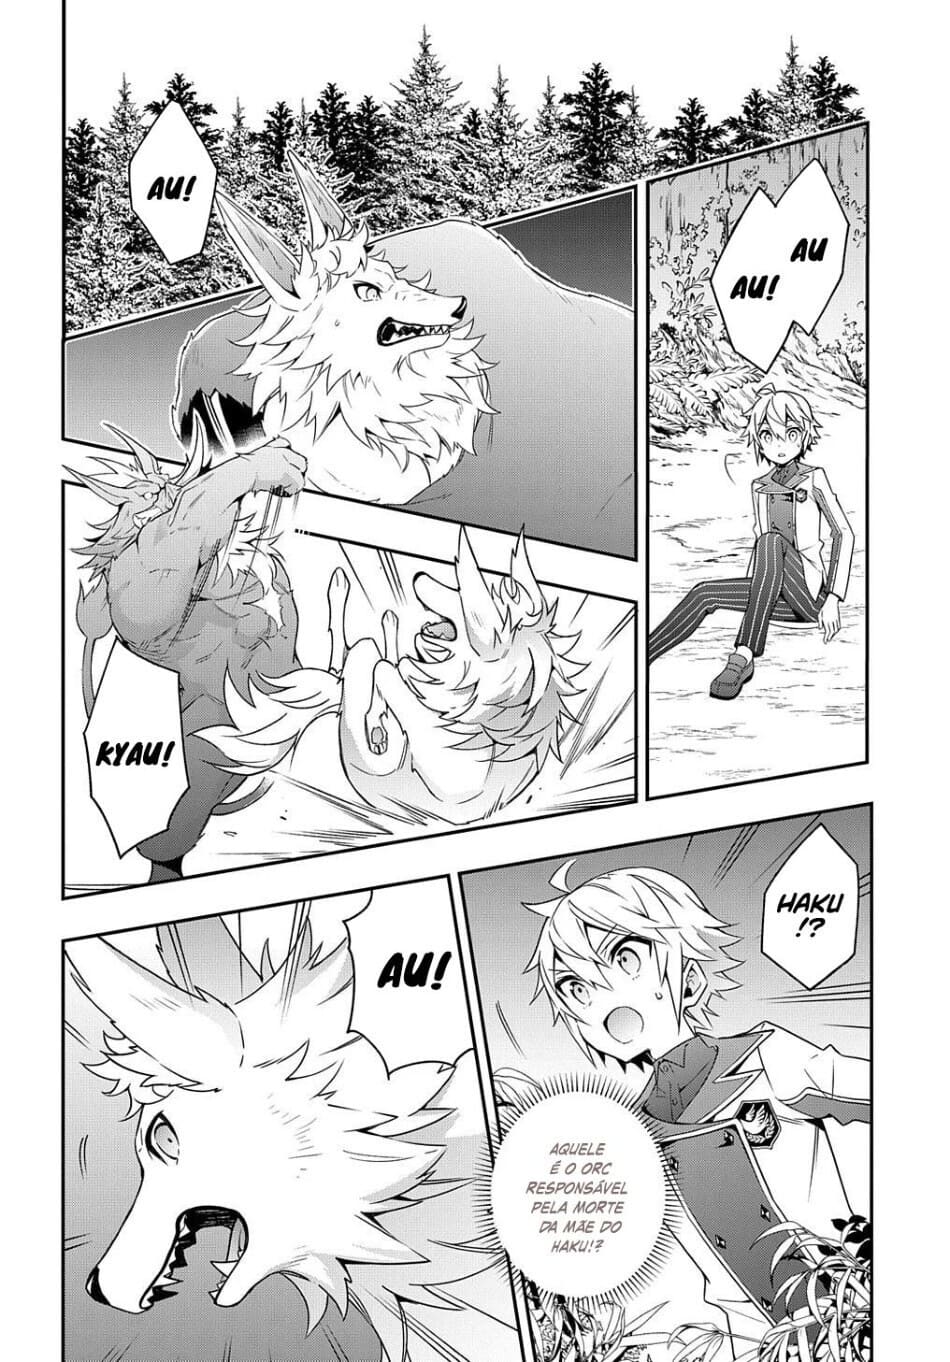 AU
AU!
AU!
KYAU!
HAKU
!?
AQUELE
É O ORC
RESPONSÁVEL
PELA MORTE
DA MÃE DO
HAKU!?
AU!